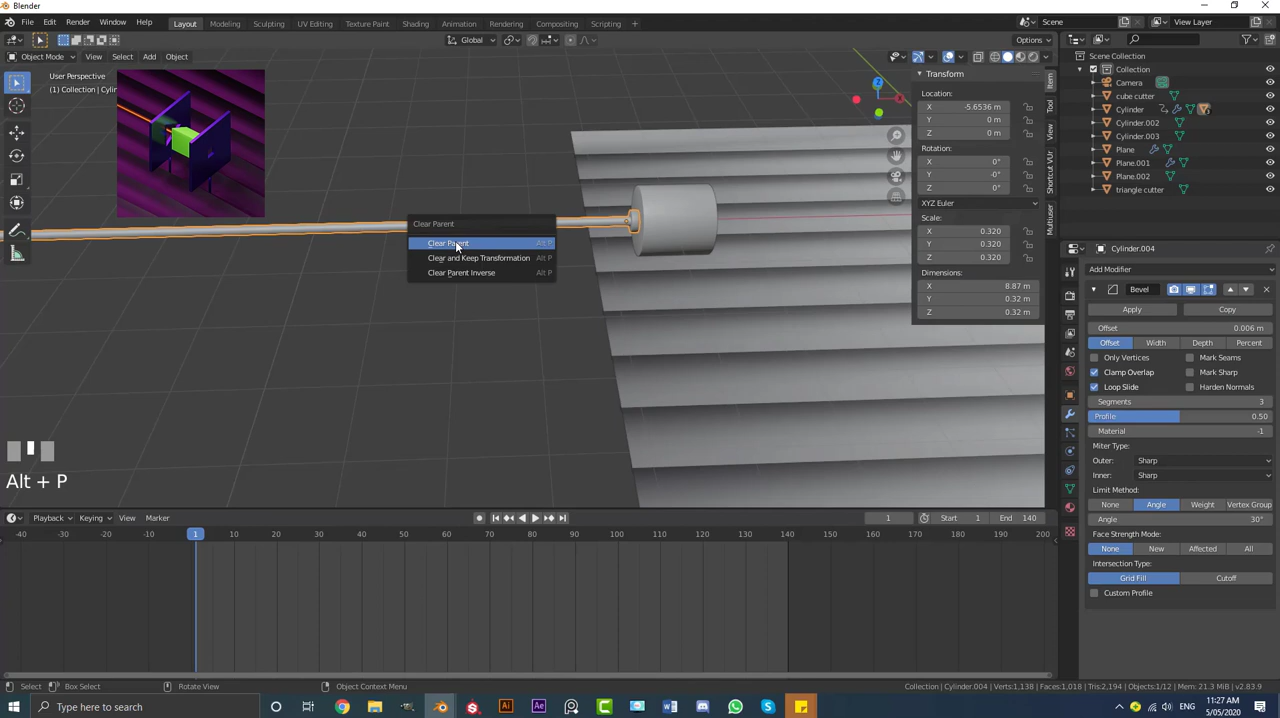 Blender
File Edit Render Window Help Layout Modeling Sculpting UV Editing Texture Paint Shading Animation Rendering Compositing Scripting + Scene View Layer
Global Options
Object Mode View Select Add Object
User Perspective
(1) Collection | Cylin
Transform
Location:
X -5.6536 m
Y 0 m
Z 0 m
Rotation:
X 0°
Y -0°
Z 0°
XYZ Euler
Scale:
X 0.320
Y 0.320
Z 0.320
Dimensions:
X 8.87 m
Y 0.32 m
Z 0.32 m
Item
Tool
View
Shortcut VUr
Multiuser
X
Z
Clear Parent
Clear Parent Alt P
Clear and Keep Transformation Alt P
Clear Parent Inverse Alt P
Alt + P
Scene Collection
Collection
Camera
cube cutter
Cylinder
Cylinder.002
Cylinder.003
Plane
Plane.001
Plane.002
triangle cutter
Cylinder.004
Add Modifier
Bevel
Apply Copy
Offset 0.006 m
Offset Width Depth Percent
Only Vertices Mark Seams
Clamp Overlap Mark Sharp
Loop Slide Harden Normals
Segments 3
Profile 0.50
Material -1
Miter Type:
Outer: Sharp
Inner: Sharp
Limit Method:
None Angle Weight Vertex Group
Angle 30°
Face Strength Mode:
None New Affected All
Intersection Type:
Grid Fill Cutoff
Custom Profile
Playback Keying View Marker 1 Start 1 End 140
-40 -30 -20 -10 1 10 20 30 40 50 60 70 80 90 100 110 120 130 140 150 160 170 180 190 200
Select Box Select Rotate View Object Context Menu Collection | Cylinder.004 | Verts:1,138 | Faces:1,018 | Tris:2,194 | Objects:1/12 | Mem: 21.3 MiB | v2.83.9
Type here to search
11:27 AM
5/05/2020